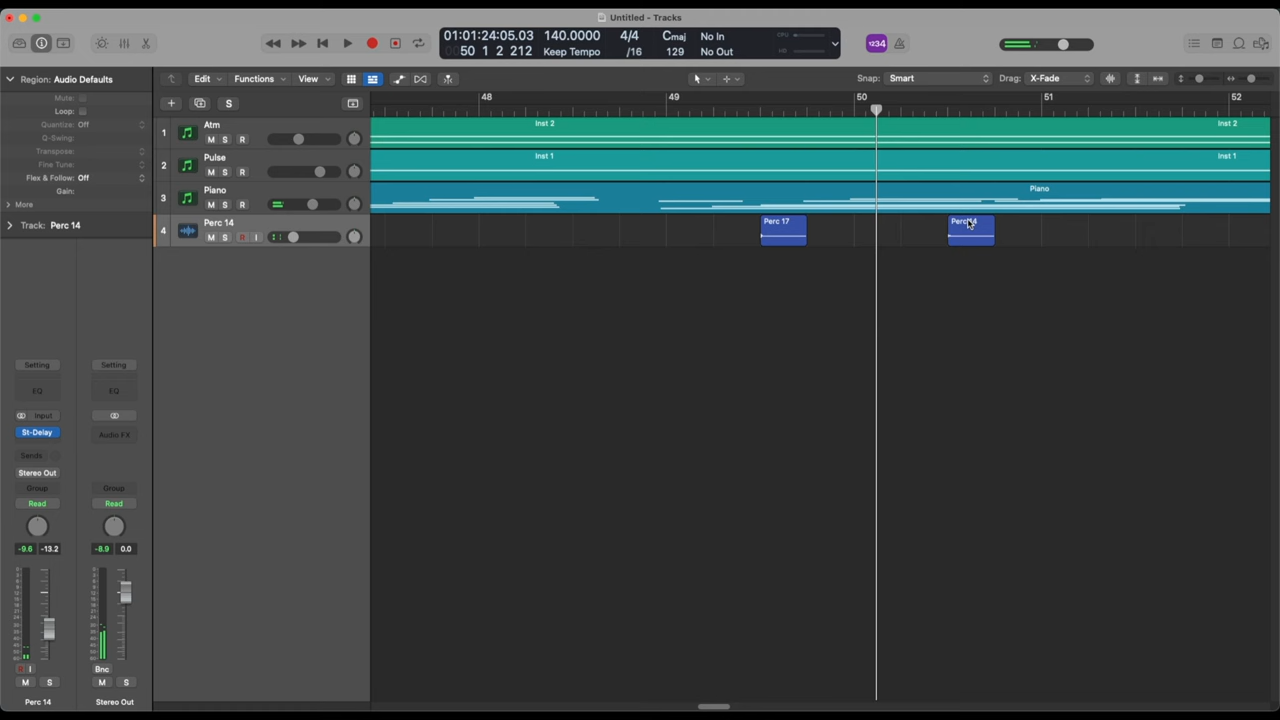 Untitled - Tracks
01:01:24:05.03 140.0000 4/4 Cmaj No In CPU
50 1 2 212 Keep Tempo /16 129 No Out HD
1234
Region: Audio Defaults
Edit Functions View Snap: Smart Drag: X-Fade
Mute:
Loop:
Quantize: Off
Q-Swing:
Transpose:
Fine Tune:
Flex & Follow: Off
Gain:
More
Track: Perc 14
S
48 49 50 51 52
1 Atm
M S R
Inst 2 Inst 2
2 Pulse
M S R
Inst 1 Inst 1
3 Piano
M S R
Piano
4 Perc 14
M S R I
Perc 17
Setting Setting
EQ EQ
Input
St-Delay Audio FX
Sends
Stereo Out
Group Group
Read Read
-9.6 -13.2 -8.9 0.0
R I Bnc
M S M S
Perc 14 Stereo Out